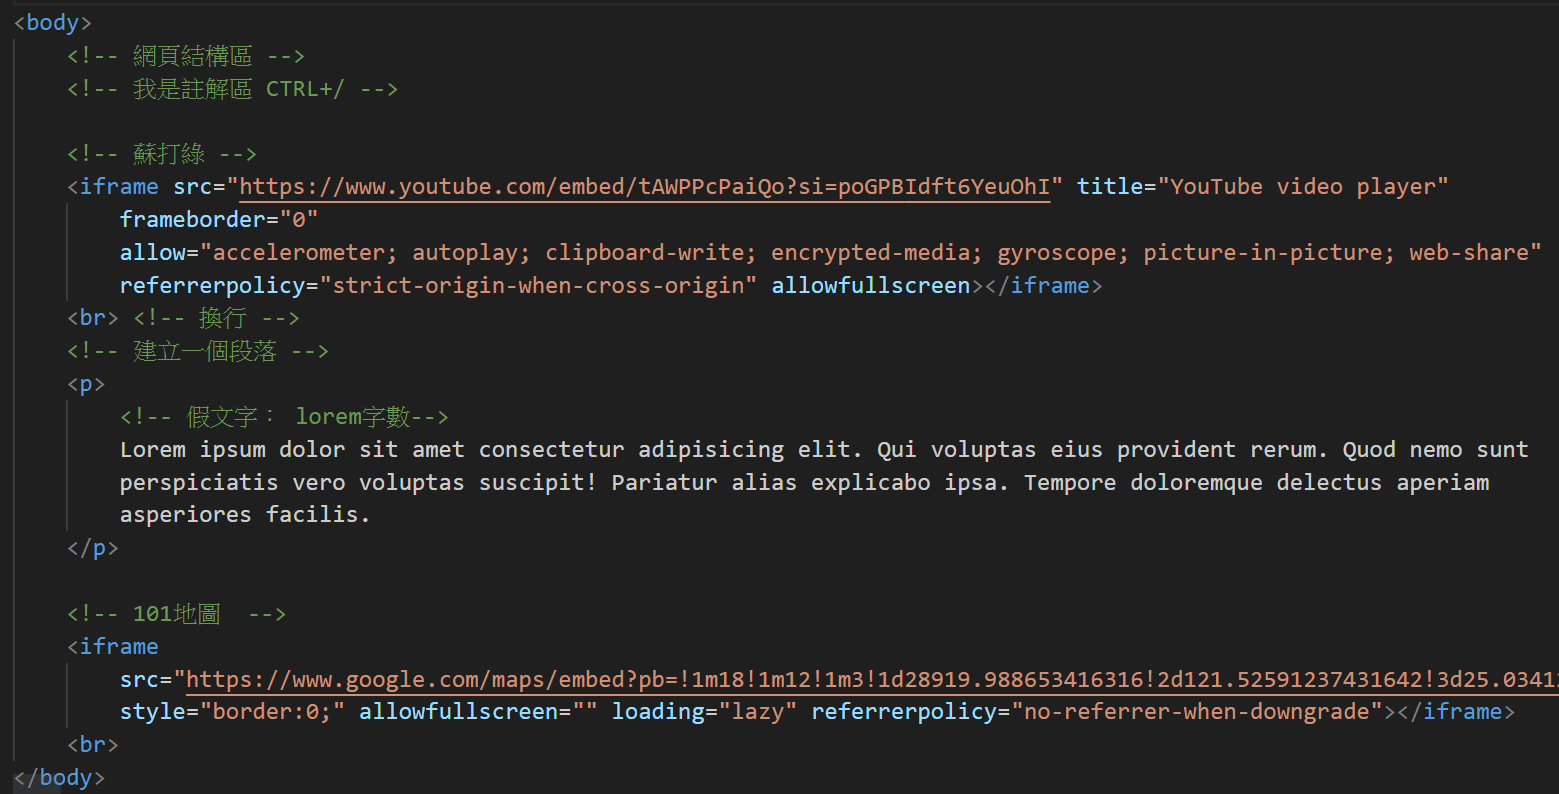 <body>
<!-- 網頁結構區 -->
<!-- 我是註解區 CTRL+/ -->
<!-- 蘇打綠 -->
<iframe src="https://www.youtube.com/embed/tAWPPcPaiQo?si=poGPBIdft6YeuOhI" title="YouTube video player"
frameborder="0"
allow="accelerometer; autoplay; clipboard-write; encrypted-media; gyroscope; picture-in-picture; web-share"
referrerpolicy="strict-origin-when-cross-origin" allowfullscreen></iframe>
<br> <!-- 換行 -->
<!-- 建立一個段落 -->
<p>
<!-- 假文字： lorem字數-->
Lorem ipsum dolor sit amet consectetur adipisicing elit. Qui voluptas eius provident rerum. Quod nemo sunt
perspiciatis vero voluptas suscipit! Pariatur alias explicabo ipsa. Tempore doloremque delectus aperiam
asperiores facilis.
</p>
<!-- 101地圖  -->
<iframe
src="https://www.google.com/maps/embed?pb=!1m18!1m12!1m3!1d28919.988653416316!2d121.52591237431642!3d25.03412
style="border:0;" allowfullscreen="" loading="lazy" referrerpolicy="no-referrer-when-downgrade"></iframe>
<br>
</body>